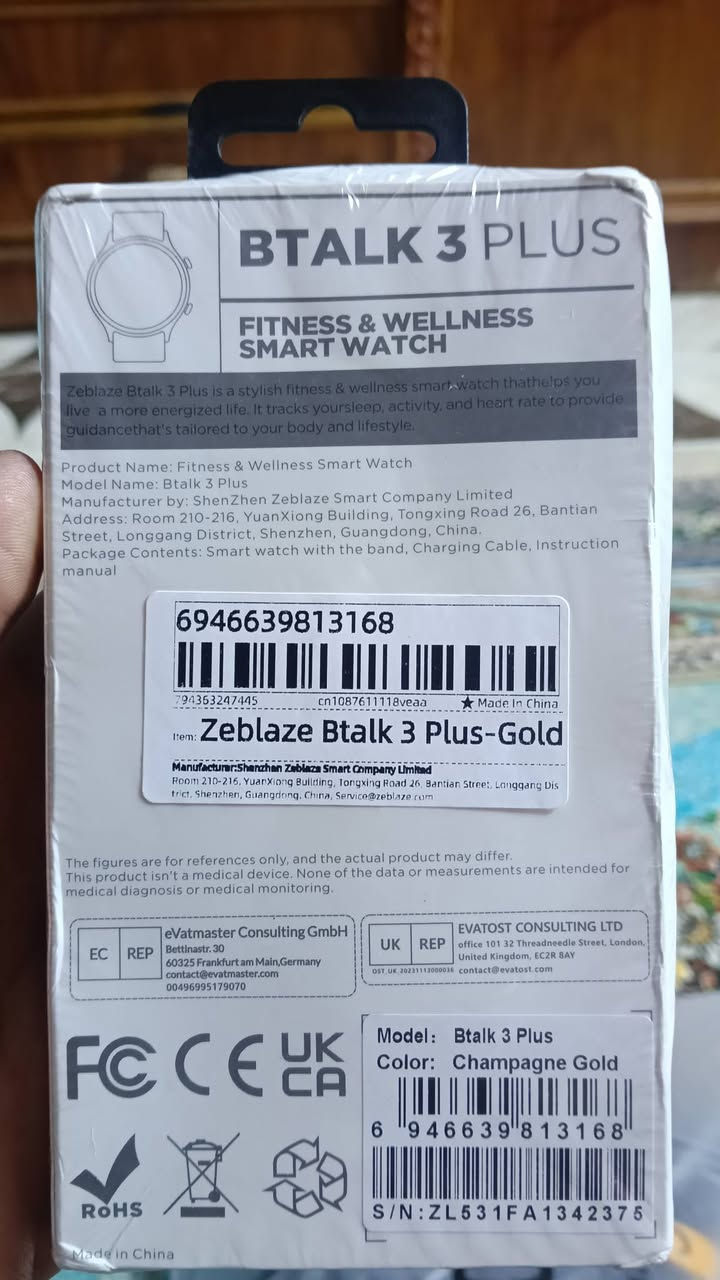 BTALK 3 PLUS
FITNESS & WELLNESS
SMART WATCH
Zeblaze Btalk 3 Plus is a stylish fitness & wellness smart watch thathelps you
live a more energized life. It tracks yoursleep, activity, and heart rate to provide
guidancethat's tailored to your body and lifestyle.
Product Name: Fitness & Wellness Smart Watch
Model Name: Btalk 3 Plus
Manufacturer by: ShenZhen Zeblaze Smart Company Limited
Address: Room 210-216, YuanXiong Building, Tongxing Road 26, Bantian
Street, Longgang District, Shenzhen, Guangdong, China.
Package Contents: Smart watch with the band, Charging Cable, Instruction
manual
6946639813168
794363247445 cn1087611118veaa ★ Made In China
Item: Zeblaze Btalk 3 Plus-Gold
Manufacturer:Shenzhen Zeblaze Smart Company Limited
Room 210-216, YuanXiong Building, Tongxing Road 26, Bantian Street, Longgang Dis
trict, Shenzhen, Guangdong, China, Service@zeblaze.com
The figures are for references only, and the actual product may differ.
This product isn't a medical device. None of the data or measurements are intended for
medical diagnosis or medical monitoring.
EC REP
eVatmaster Consulting GmbH
Bettinastr. 30
60325 Frankfurt am Main,Germany
contact@evatmaster.com
00496995179070
UK REP
EVATOST CONSULTING LTD
office 101 32 Threadneedle Street, London,
United Kingdom, EC2R 8AY
contact@evatost.com
FC CE UK
CA
Model: Btalk 3 Plus
Color: Champagne Gold
6 946639 813168
S/N:ZL531FA1342375
RoHS
Made in China